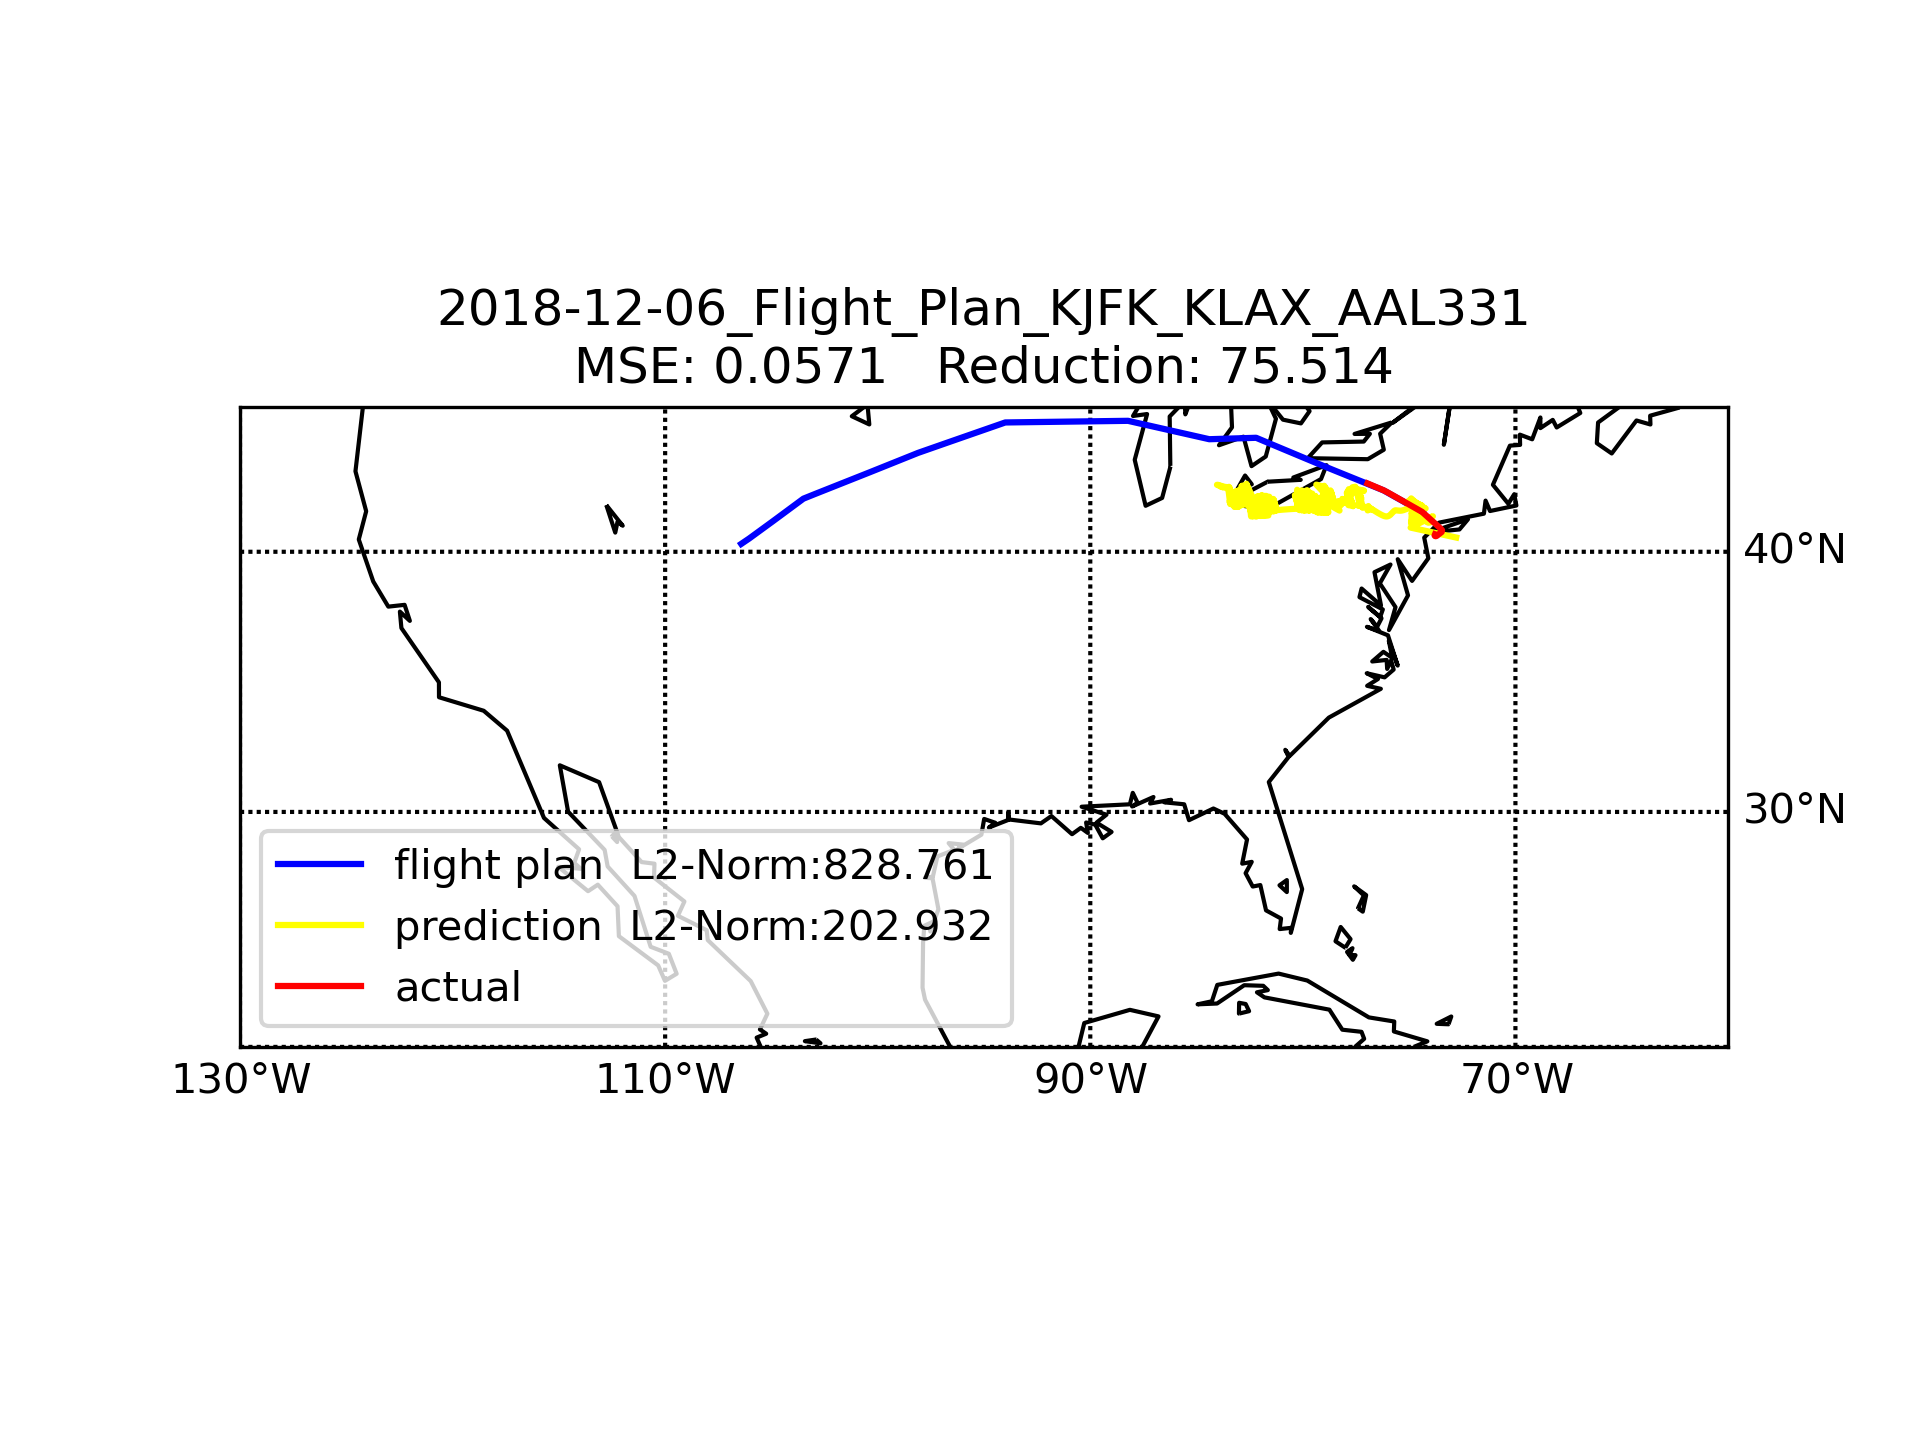 2018-12-06_Flight_Plan_KJFK_KLAX_AAL331
MSE: 0.0571   Reduction: 75.514
40°N
30°N
flight plan  L2-Norm:828.761
prediction  L2-Norm:202.932
actual
130°W 110°W 90°W 70°W